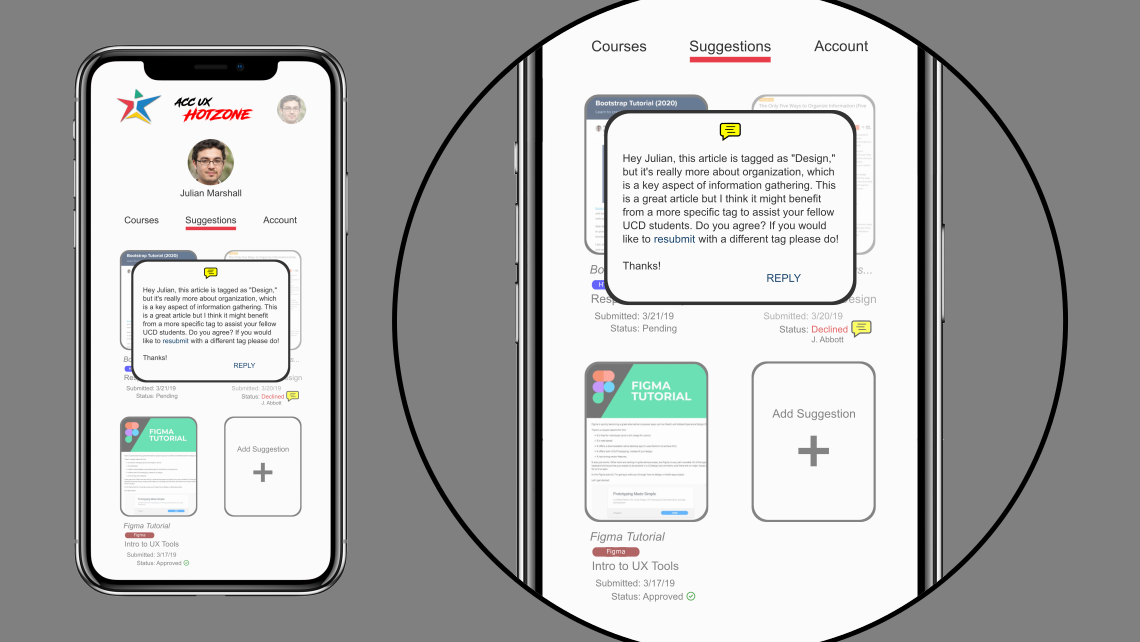 ACC UX
HOTZONE
Julian Marshall
Courses Suggestions Account
Bootstrap Tutorial (2020)
Hey Julian, this article is tagged as "Design,"
but it's really more about organization, which
is a key aspect of information gathering. This
is a great article but I think it might benefit
from a more specific tag to assist your fellow
UCD students. Do you agree? If you would
like to resubmit with a different tag please do!
Thanks!
REPLY
Submitted: 3/21/19
Status: Pending
Submitted: 3/20/19
Status: Declined
J. Abbott
FIGMA
TUTORIAL
Prototyping Made Simple
Add Suggestion
Figma Tutorial
Figma
Intro to UX Tools
Submitted: 3/17/19
Status: Approved
Courses Suggestions Account
Bootstrap Tutorial (2020)
The Only Five Ways to Organize Information (Five
Hey Julian, this article is tagged as "Design,"
but it's really more about organization, which
is a key aspect of information gathering. This
is a great article but I think it might benefit
from a more specific tag to assist your fellow
UCD students. Do you agree? If you would
like to resubmit with a different tag please do!
Thanks!
REPLY
Submitted: 3/21/19
Status: Pending
Submitted: 3/20/19
Status: Declined
J. Abbott
FIGMA
TUTORIAL
Prototyping Made Simple
Add Suggestion
Figma Tutorial
Figma
Intro to UX Tools
Submitted: 3/17/19
Status: Approved